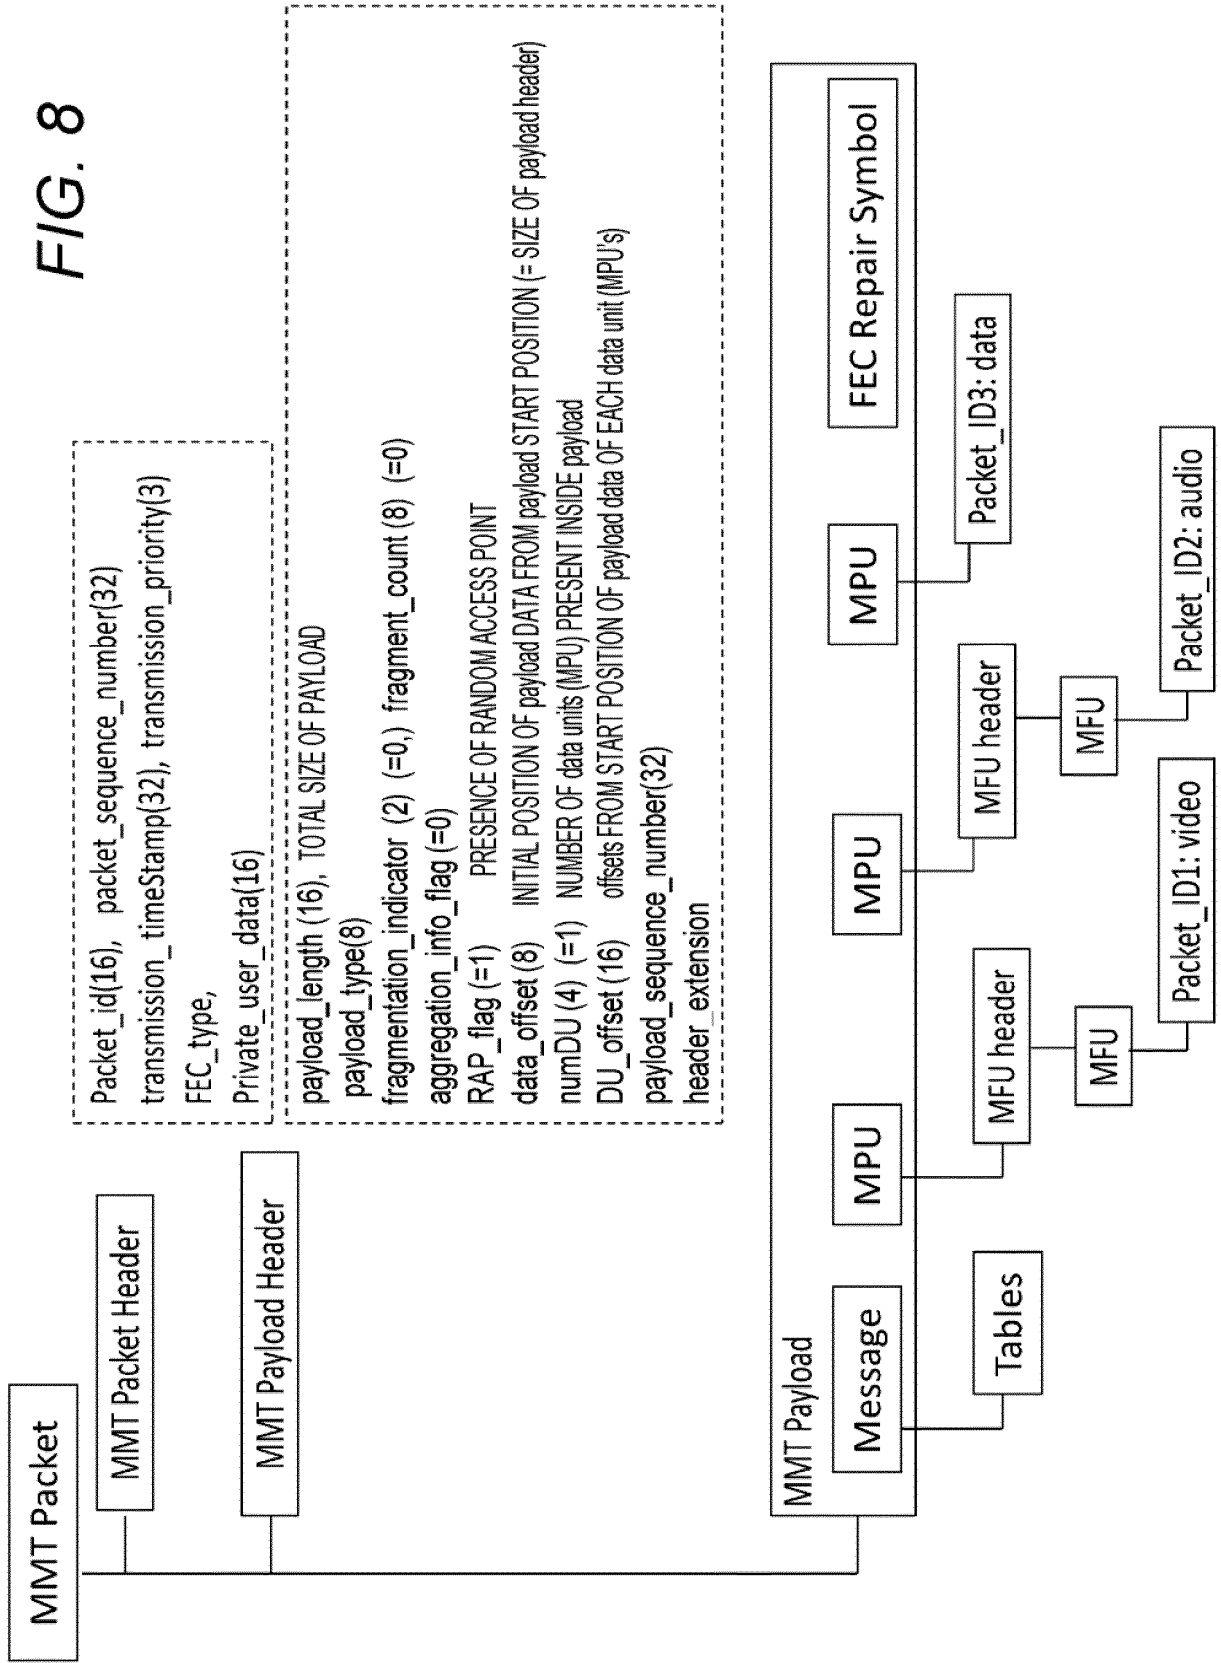 FIG. 8
MMT Packet
MMT Packet Header
Packet_id(16), packet_sequence_number(32)
transmission_timeStamp(32), transmission_priority(3)
FEC_type,
Private_user_data(16)
MMT Payload Header
payload_length (16), TOTAL SIZE OF PAYLOAD
payload_type(8)
fragmentation_indicator (2) (=0,) fragment_count (8) (=0)
aggregation_info_flag (=0)
RAP_flag (=1) PRESENCE OF RANDOM ACCESS POINT
data_offset (8) INITIAL POSITION OF payload DATA FROM payload START POSITION (= SIZE OF payload header)
numDU (4) (=1) NUMBER OF data units (MPU) PRESENT INSIDE payload
DU_offset (16) offsets FROM START POSITION OF payload data OF EACH data unit (MPU's)
payload_sequence_number(32)
header_extension
MMT Payload
Message
MPU
MPU
MPU
FEC Repair Symbol
Tables
MFU header
MFU header
Packet_ID3: data
MFU
MFU
Packet_ID1: video
Packet_ID2: audio